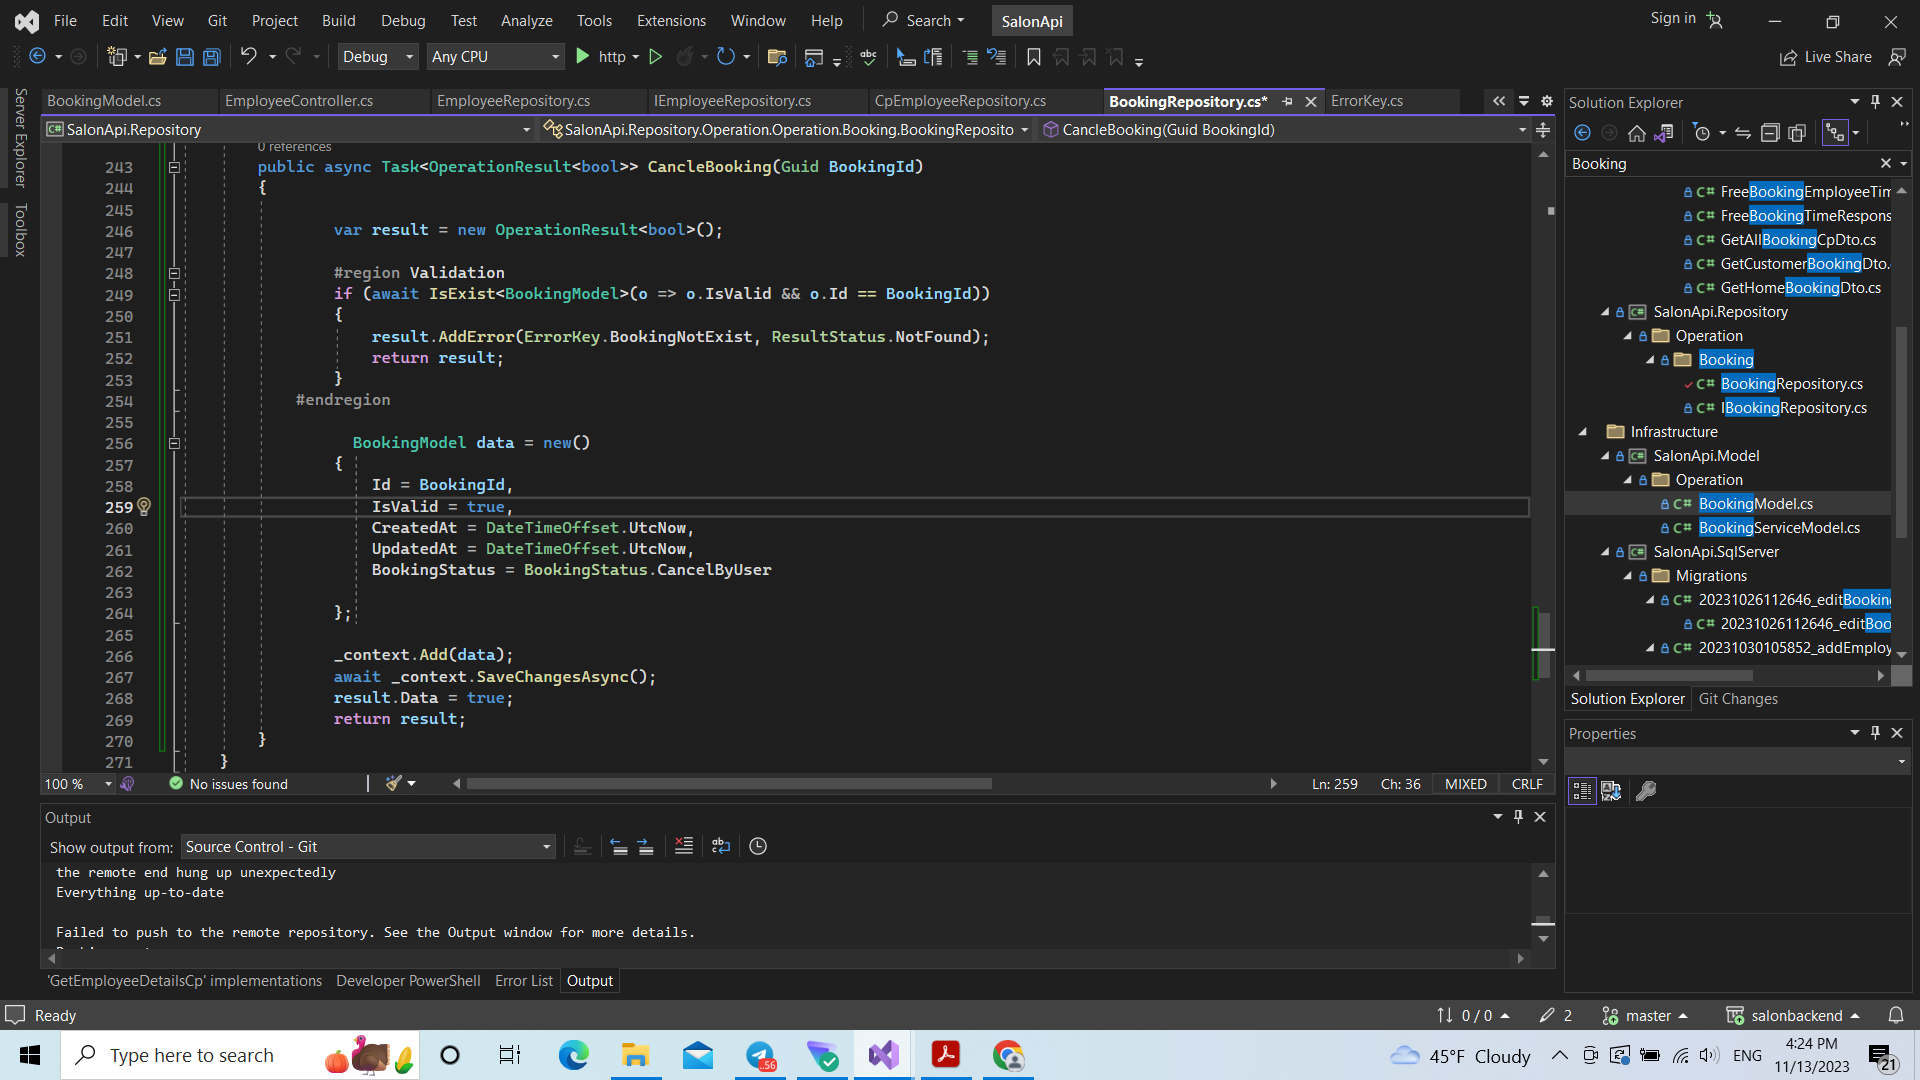 File Edit View Git Project Build Debug Test Analyze Tools Extensions Window Help Search SalonApi Sign in
Debug Any CPU http Live Share
Server Explorer
Toolbox
BookingModel.cs EmployeeController.cs EmployeeRepository.cs IEmployeeRepository.cs CpEmployeeRepository.cs BookingRepository.cs* ErrorKey.cs
SalonApi.Repository SalonApi.Repository.Operation.Operation.Booking.BookingReposito CancleBooking(Guid BookingId)
0 references
243 public async Task<OperationResult<bool>> CancleBooking(Guid BookingId)
244 {
245
246 var result = new OperationResult<bool>();
247
248 #region Validation
249 if (await IsExist<BookingModel>(o => o.IsValid && o.Id == BookingId))
250 {
251 result.AddError(ErrorKey.BookingNotExist, ResultStatus.NotFound);
252 return result;
253 }
254 #endregion
255
256 BookingModel data = new()
257 {
258 Id = BookingId,
259 IsValid = true,
260 CreatedAt = DateTimeOffset.UtcNow,
261 UpdatedAt = DateTimeOffset.UtcNow,
262 BookingStatus = BookingStatus.CancelByUser
263
264 };
265
266 _context.Add(data);
267 await _context.SaveChangesAsync();
268 result.Data = true;
269 return result;
270 }
271 }
100 % No issues found Ln: 259 Ch: 36 MIXED CRLF
Output
Show output from: Source Control - Git
the remote end hung up unexpectedly
Everything up-to-date
Failed to push to the remote repository. See the Output window for more details.
'GetEmployeeDetailsCp' implementations Developer PowerShell Error List Output
Solution Explorer
Booking
C# FreeBookingEmployeeTim
C# FreeBookingTimeRespons
C# GetAllBookingCpDto.cs
C# GetCustomerBookingDto.
C# GetHomeBookingDto.cs
SalonApi.Repository
Operation
Booking
C# BookingRepository.cs
C# IBookingRepository.cs
Infrastructure
SalonApi.Model
Operation
C# BookingModel.cs
C# BookingServiceModel.cs
SalonApi.SqlServer
Migrations
C# 20231026112646_editBookin
C# 20231026112646_editBoo
C# 20231030105852_addEmploy
Solution Explorer Git Changes
Properties
Ready 0 / 0 2 master salonbackend
Type here to search ..56 45°F Cloudy ENG 4:24 PM
11/13/2023 21